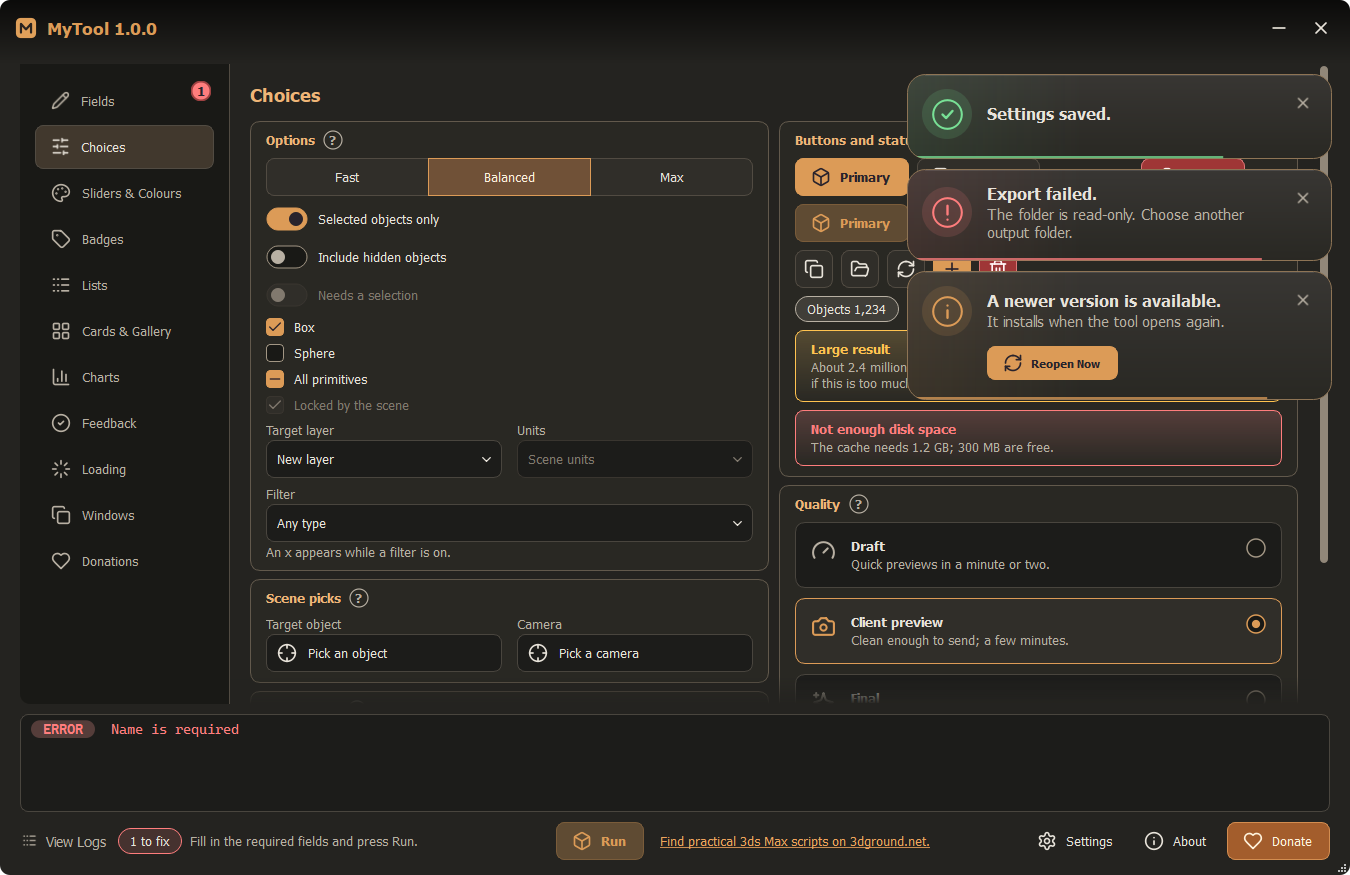 MyTool 1.0.0
Fields
1
Choices
Sliders & Colours
Badges
Lists
Cards & Gallery
Charts
Feedback
Loading
Windows
Donations
Choices
Options ?
Fast
Balanced
Max
Selected objects only
Include hidden objects
Needs a selection
Box
Sphere
All primitives
Locked by the scene
Target layer
Units
New layer
Scene units
Filter
Any type
An x appears while a filter is on.
Scene picks ?
Target object
Camera
Pick an object
Pick a camera
Buttons and
Primary
Primary
Objects 1,234
Large result
About 2.4 million
if this is too
Not enough disk space
The cache needs 1.2 GB; 300 MB are free.
Quality ?
Draft
Quick previews in a minute or two.
Client preview
Clean enough to send; a few minutes.
Final
Settings saved.
Export failed.
The folder is read-only. Choose another
output folder.
A newer version is available.
It installs when the tool opens again.
Reopen Now
ERROR Name is required
View Logs
1 to fix
Fill in the required fields and press Run.
Run
Find practical 3ds Max scripts on 3dground.net.
Settings
About
Donate